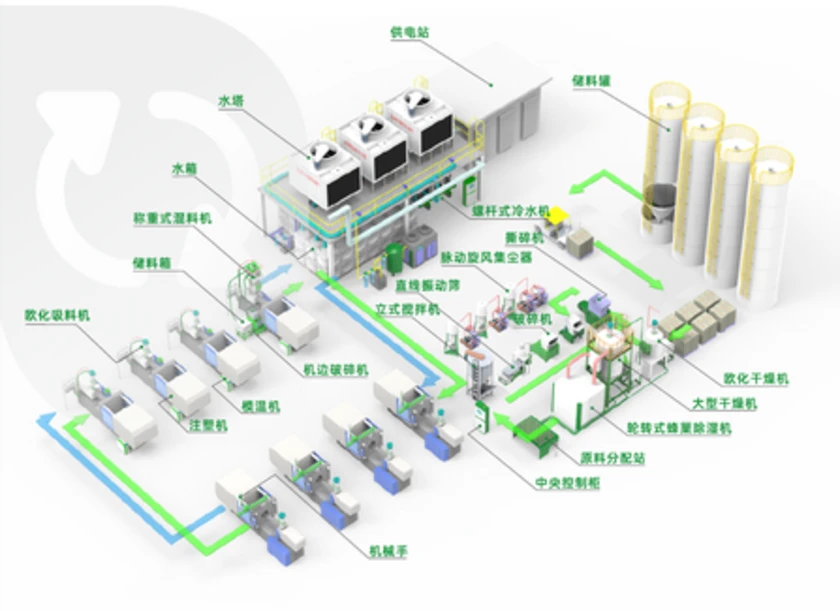 供电站
储料罐
水塔
水箱
称重式混料机
螺杆式冷水机
撕碎机
脉动旋风集尘器
储料箱
直线振动筛
立式搅拌机
破碎机
欧化吸料机
机边破碎机
模温机
注塑机
欧化干燥机
大型干燥机
轮转式蜂巢除湿机
原料分配站
中央控制柜
机械手